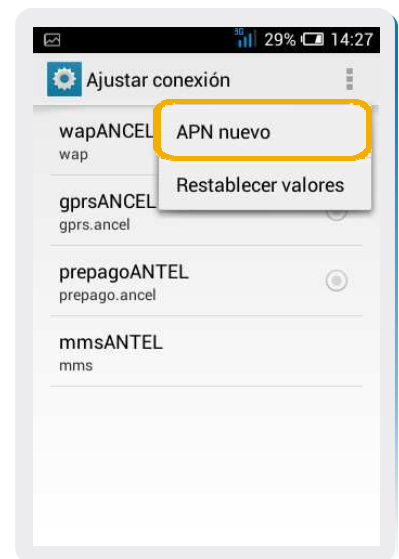 3G 29% 14:27
Ajustar conexión
APN nuevo
Restablecer valores
wapANCEL
wap
gprsANCEL
gprs.ancel
prepagoANTEL
prepago.ancel
mmsANTEL
mms